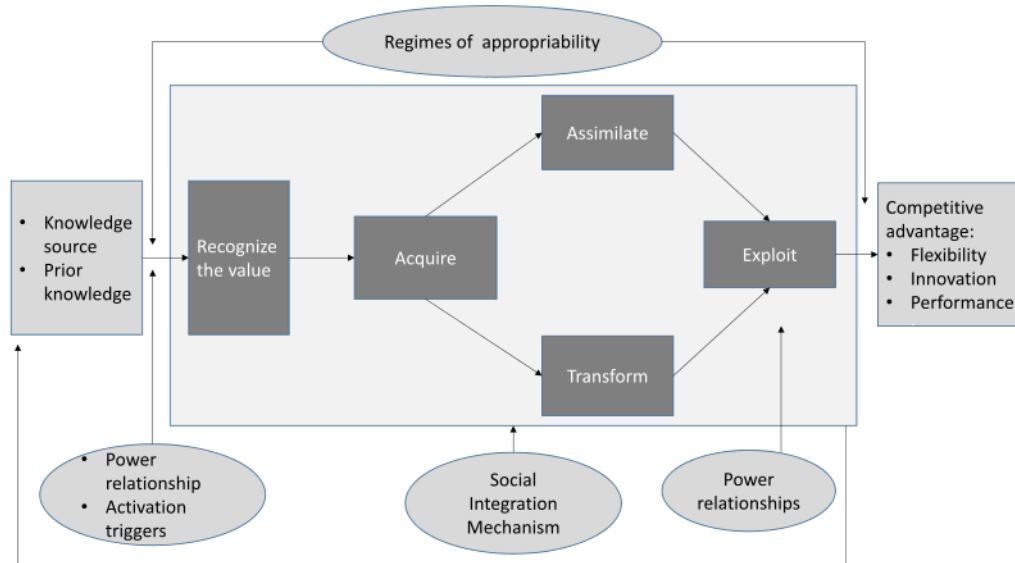 Regimes of appropriability
Assimilate
• Knowledge
source
• Prior
knowledge
Recognize
the value
Acquire
Exploit
Competitive
advantage:
• Flexibility
• Innovation
• Performance
Transform
• Power
relationship
• Activation
triggers
Social
Integration
Mechanism
Power
relationships